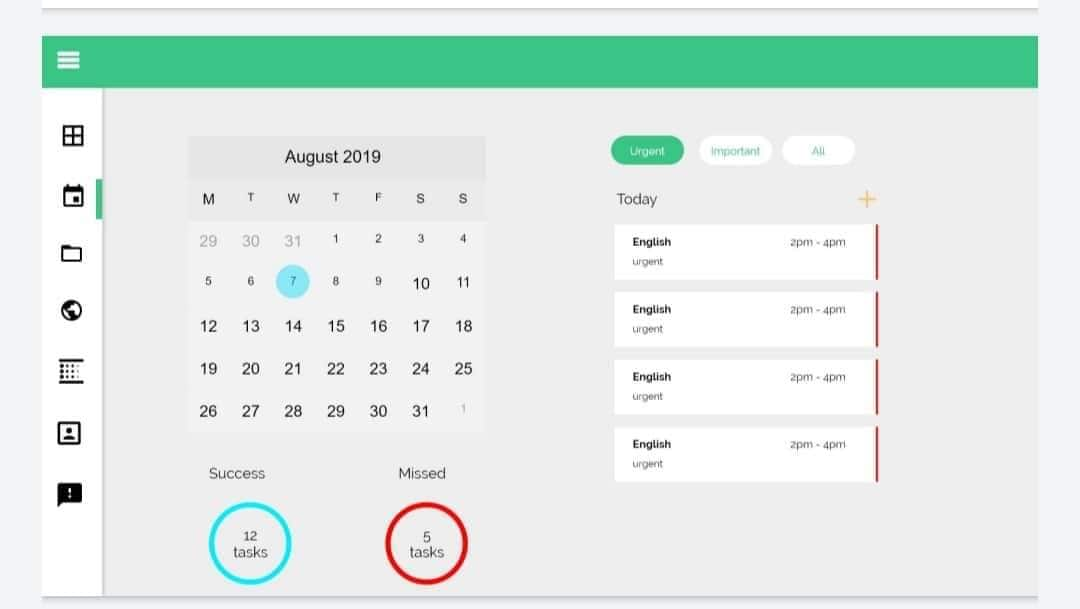 August 2019
M T W T F S S
29 30 31 1 2 3 4
5 6 7 8 9 10 11
12 13 14 15 16 17 18
19 20 21 22 23 24 25
26 27 28 29 30 31 1
Success Missed
12 5
tasks tasks
Urgent Important All
Today
English 2pm - 4pm
urgent
English 2pm - 4pm
urgent
English 2pm - 4pm
urgent
English 2pm - 4pm
urgent